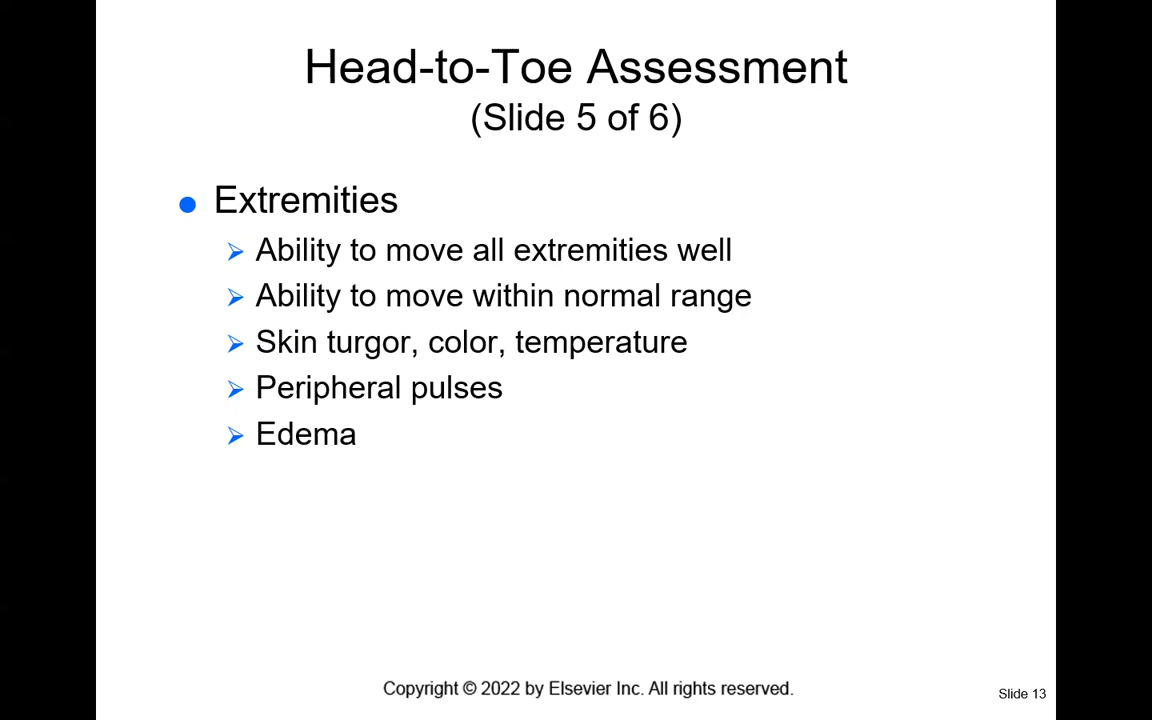 Head-to-Toe Assessment
(Slide 5 of 6)
Extremities
Ability to move all extremities well
Ability to move within normal range
Skin turgor, color, temperature
Peripheral pulses
Edema
Copyright © 2022 by Elsevier Inc. All rights reserved.
Slide 13